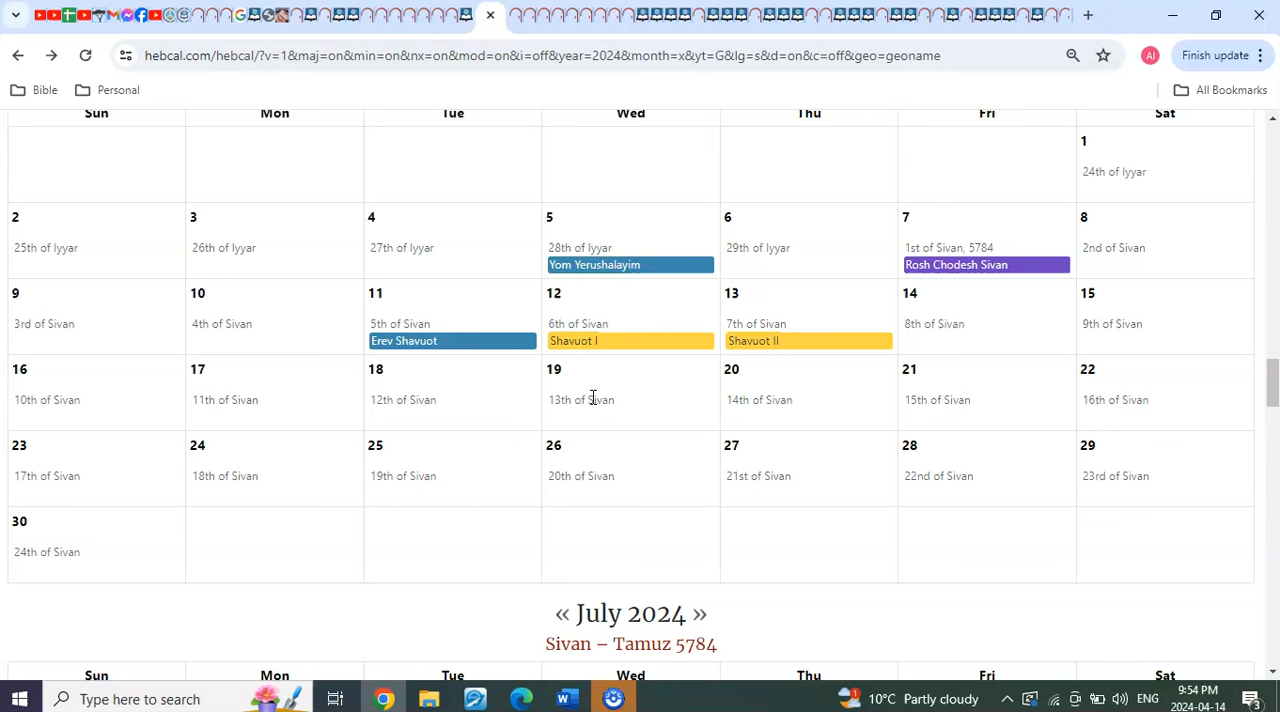 Finish update
hebcal.com/hebcal/?v=1&maj=on&min=on&nx=on&mod=on&i=off&year=2024&month=x&yt=G&lg=s&d=on&c=off&geo=geoname
AI
Bible
Personal
All Bookmarks
Sun Mon Tue Wed Thu Fri Sat
1
24th of Iyyar
2 3 4 5 6 7 8
25th of Iyyar 26th of Iyyar 27th of Iyyar 28th of Iyyar 29th of Iyyar 1st of Sivan, 5784 2nd of Sivan
Yom Yerushalayim Rosh Chodesh Sivan
9 10 11 12 13 14 15
3rd of Sivan 4th of Sivan 5th of Sivan 6th of Sivan 7th of Sivan 8th of Sivan 9th of Sivan
Erev Shavuot Shavuot I Shavuot II
16 17 18 19 20 21 22
10th of Sivan 11th of Sivan 12th of Sivan 13th of Sivan 14th of Sivan 15th of Sivan 16th of Sivan
23 24 25 26 27 28 29
17th of Sivan 18th of Sivan 19th of Sivan 20th of Sivan 21st of Sivan 22nd of Sivan 23rd of Sivan
30
24th of Sivan
« July 2024 »
Sivan – Tamuz 5784
Sun Mon Tue Wed Thu Fri Sat
Type here to search
10°C Partly cloudy
ENG
9:54 PM
2024-04-14
3